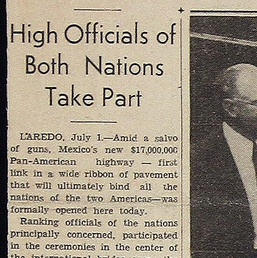 High Officials of
Both Nations
Take Part
LAREDO, July 1.—Amid a salvo
of guns, Mexico's new $17,000,000
Pan-American highway — first
link in a wide ribbon of pavement
that will ultimately bind all the
nations of the two Americas—was
formally opened here today.
Ranking officials of the nations
principally concerned, participated
in the ceremonies in the center of
the international bridge